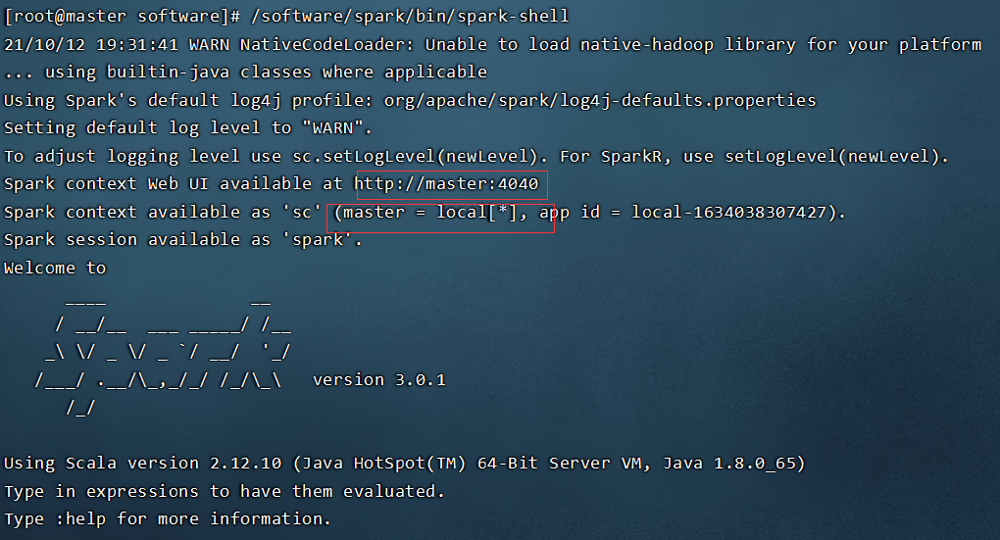 [root@master software]# /software/spark/bin/spark-shell
21/10/12 19:31:41 WARN NativeCodeLoader: Unable to load native-hadoop library for your platform
... using builtin-java classes where applicable
Using Spark's default log4j profile: org/apache/spark/log4j-defaults.properties
Setting default log level to "WARN".
To adjust logging level use sc.setLogLevel(newLevel). For SparkR, use setLogLevel(newLevel).
Spark context Web UI available at http://master:4040
Spark context available as 'sc' (master = local[*], app id = local-1634038307427).
Spark session available as 'spark'.
Welcome to
      ____              __
     / __/__  ___ _____/ /__
    _\ \/ _ \/ _ `/ __/  '_/
   /___/ .__/\_,_/_/ /_/\_\   version 3.0.1
      /_/
Using Scala version 2.12.10 (Java HotSpot(TM) 64-Bit Server VM, Java 1.8.0_65)
Type in expressions to have them evaluated.
Type :help for more information.